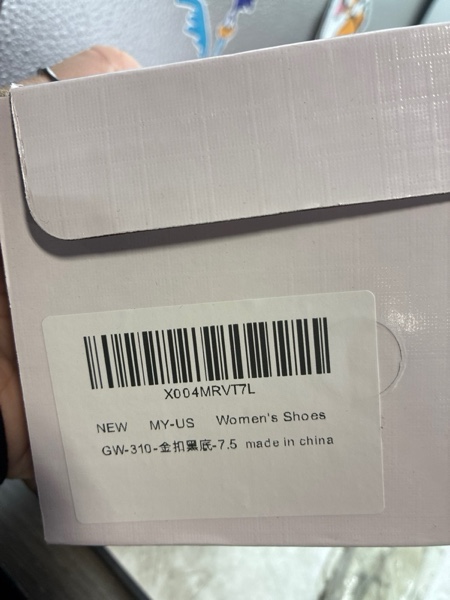 X004MRVT7L
NEW MY-US Women's Shoes
GW-310-金扣黑底-7.5 made in china